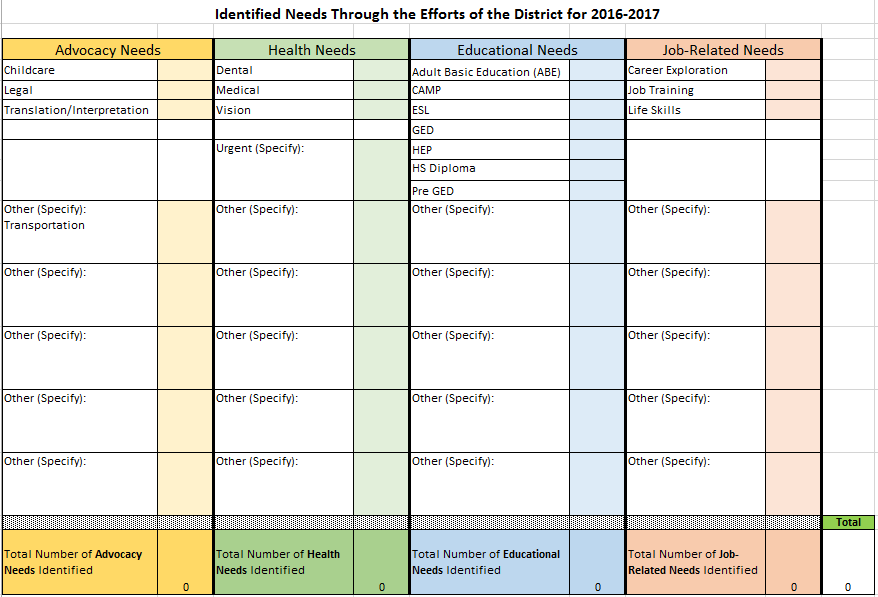 Identified Needs Through the Efforts of the District for 2016-2017
Advocacy Needs Health Needs Educational Needs Job-Related Needs
Childcare Dental Adult Basic Education (ABE) Career Exploration
Legal Medical CAMP Job Training
Translation/Interpretation Vision ESL Life Skills
GED
Urgent (Specify): HEP
HS Diploma
Pre GED
Other (Specify): Other (Specify): Other (Specify): Other (Specify):
Transportation
Other (Specify): Other (Specify): Other (Specify): Other (Specify):
Other (Specify): Other (Specify): Other (Specify): Other (Specify):
Other (Specify): Other (Specify): Other (Specify): Other (Specify):
Other (Specify): Other (Specify): Other (Specify): Other (Specify):
Total
Total Number of Advocacy Total Number of Health Total Number of Educational Total Number of Job-
Needs Identified Needs Identified Needs Identified Related Needs Identified
0 0 0 0 0